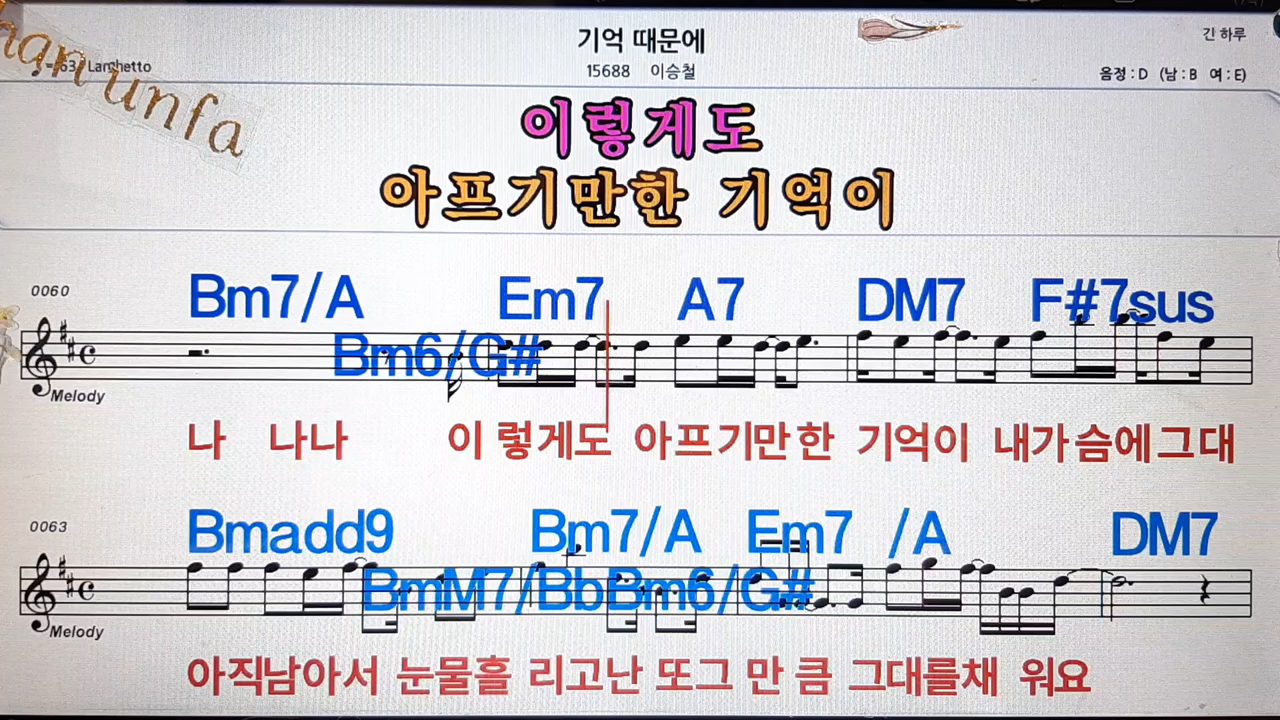 기억 때문에
긴 하루
Larghetto
15688 이승철
음정 : D (남 : B 여 : E)
han unfa
이렇게도
아프기만한 기억이
0060
Bm7/A Em7 A7 DM7 F#7sus
Bm6/G#
Melody
나 나나 이 렇게도 아프기만한 기억이 내가슴에그대
0063
Bmadd9 Bm7/A Em7 /A DM7
BmM7/Bb Bm6/G#
Melody
아직남아서 눈물흘 리고난 또그 만 큼 그대를채 워요